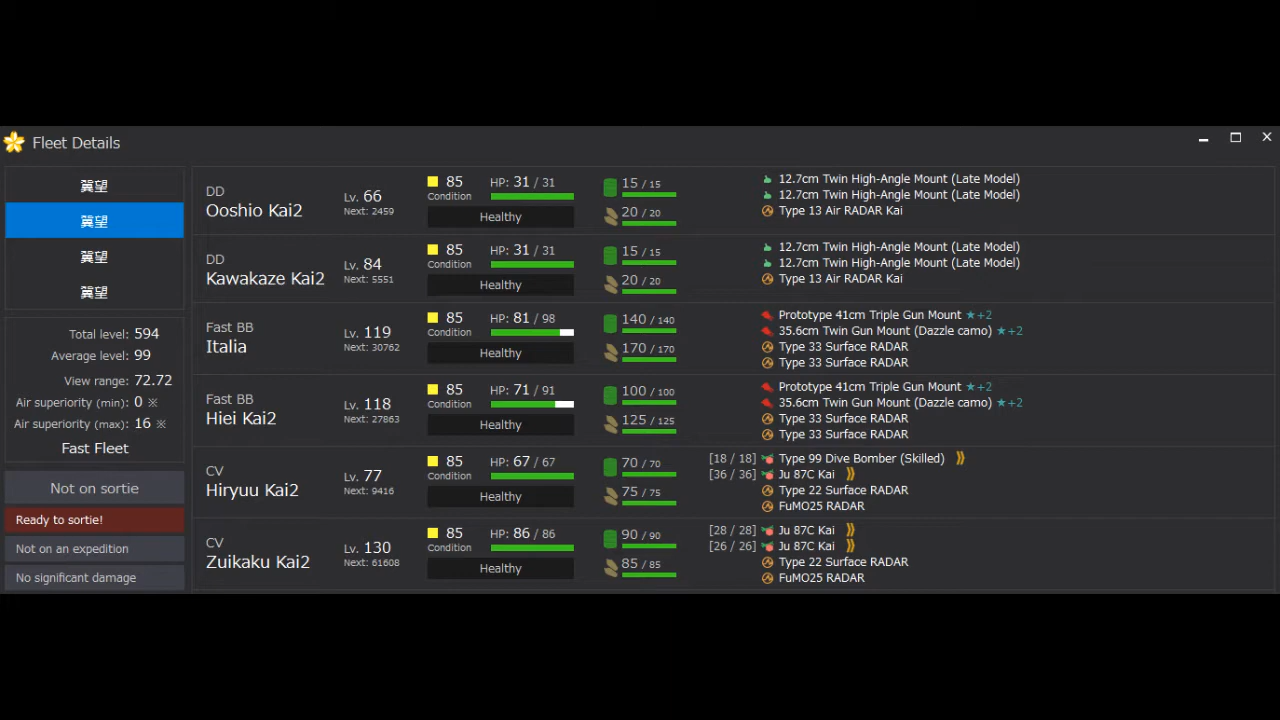 Fleet Details
冀望
冀望
冀望
冀望
Total level: 594
Average level: 99
View range: 72.72
Air superiority (min): 0 ※
Air superiority (max): 16 ※
Fast Fleet
Not on sortie
Ready to sortie!
Not on an expedition
No significant damage
DD
Ooshio Kai2
Lv. 66
Next: 2459
85
Condition
HP: 31 / 31
Healthy
15 / 15
20 / 20
12.7cm Twin High-Angle Mount (Late Model)
12.7cm Twin High-Angle Mount (Late Model)
Type 13 Air RADAR Kai
DD
Kawakaze Kai2
Lv. 84
Next: 5551
85
Condition
HP: 31 / 31
Healthy
15 / 15
20 / 20
12.7cm Twin High-Angle Mount (Late Model)
12.7cm Twin High-Angle Mount (Late Model)
Type 13 Air RADAR Kai
Fast BB
Italia
Lv. 119
Next: 30762
85
Condition
HP: 81 / 98
Healthy
140 / 140
170 / 170
Prototype 41cm Triple Gun Mount ★+2
35.6cm Twin Gun Mount (Dazzle camo) ★+2
Type 33 Surface RADAR
Type 33 Surface RADAR
Fast BB
Hiei Kai2
Lv. 118
Next: 27863
85
Condition
HP: 71 / 91
Healthy
100 / 100
125 / 125
Prototype 41cm Triple Gun Mount ★+2
35.6cm Twin Gun Mount (Dazzle camo) ★+2
Type 33 Surface RADAR
Type 33 Surface RADAR
CV
Hiryuu Kai2
Lv. 77
Next: 9416
85
Condition
HP: 67 / 67
Healthy
70 / 70
75 / 75
[18 / 18] Type 99 Dive Bomber (Skilled)
[36 / 36] Ju 87C Kai
Type 22 Surface RADAR
FuMO25 RADAR
CV
Zuikaku Kai2
Lv. 130
Next: 61608
85
Condition
HP: 86 / 86
Healthy
90 / 90
85 / 85
[28 / 28] Ju 87C Kai
[26 / 26] Ju 87C Kai
Type 22 Surface RADAR
FuMO25 RADAR